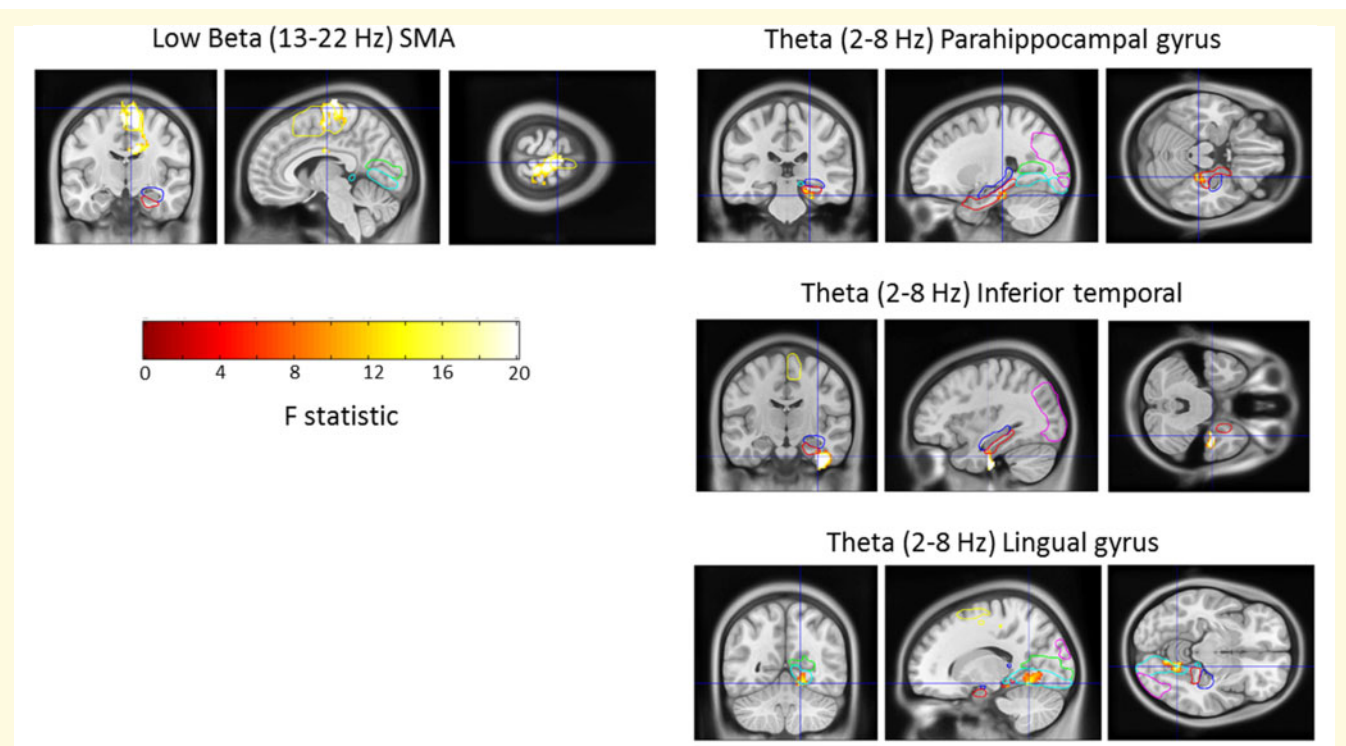 Low Beta (13-22 Hz) SMA
Theta (2-8 Hz) Parahippocampal gyrus
Theta (2-8 Hz) Inferior temporal
0 4 8 12 16 20
F statistic
Theta (2-8 Hz) Lingual gyrus